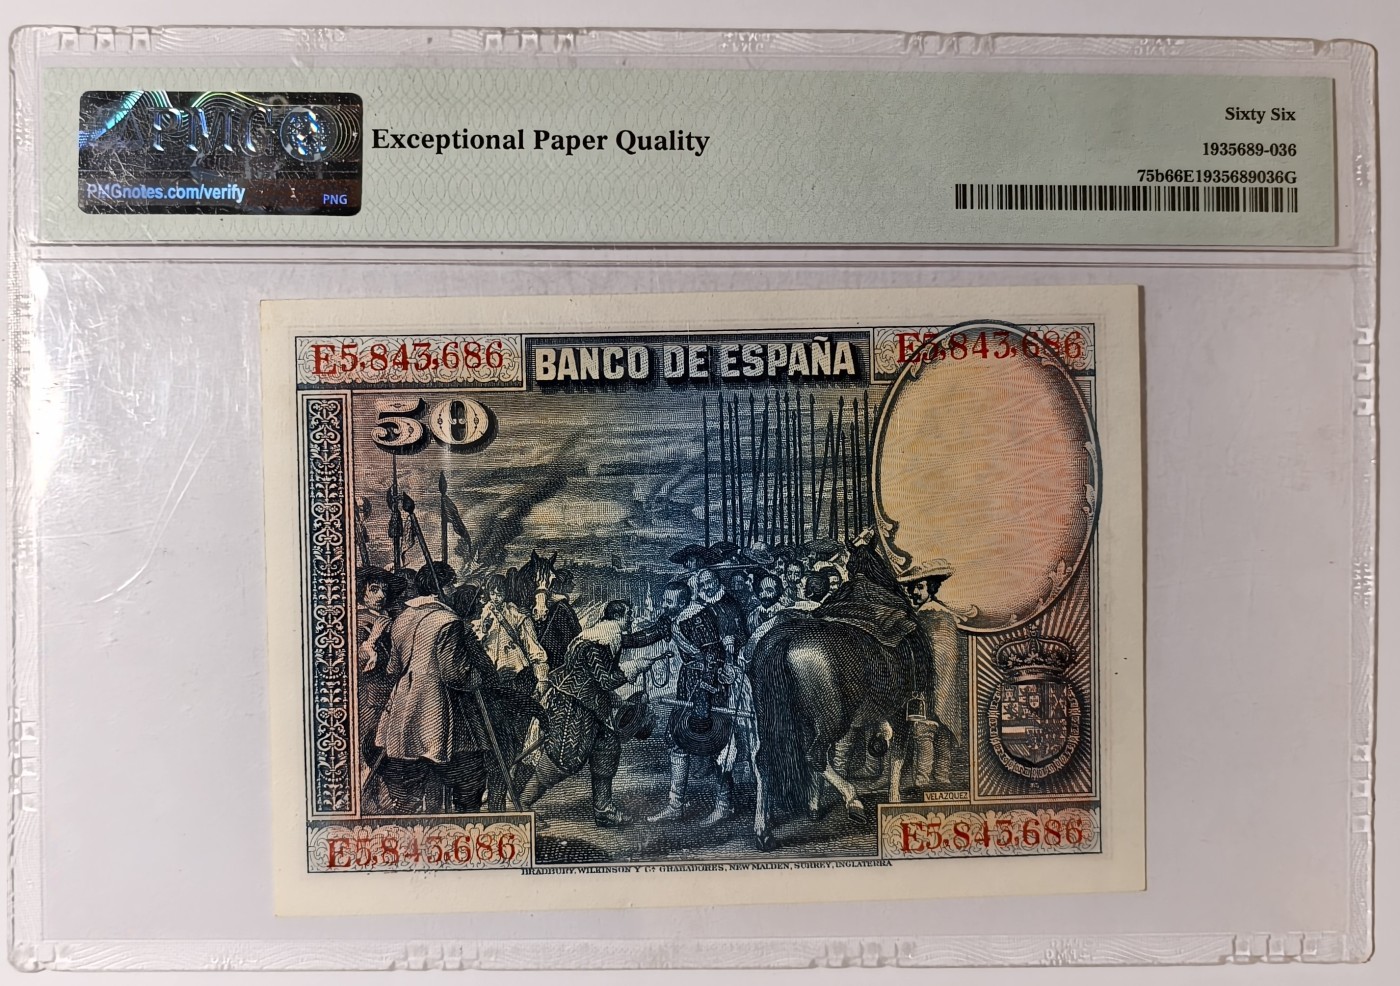 PMG
PMGnotes.com/verify
PNG
Exceptional Paper Quality
Sixty Six
1935689-036
75b66E1935689036G
E5,843,686
BANCO DE ESPAÑA
E5,843,686
50
VELAZQUEZ
E5,843,686
E5,843,686
BRADBURY, WILKINSON Y Cª GRABADORES, NEW MALDEN, SURREY, INGLATERRA